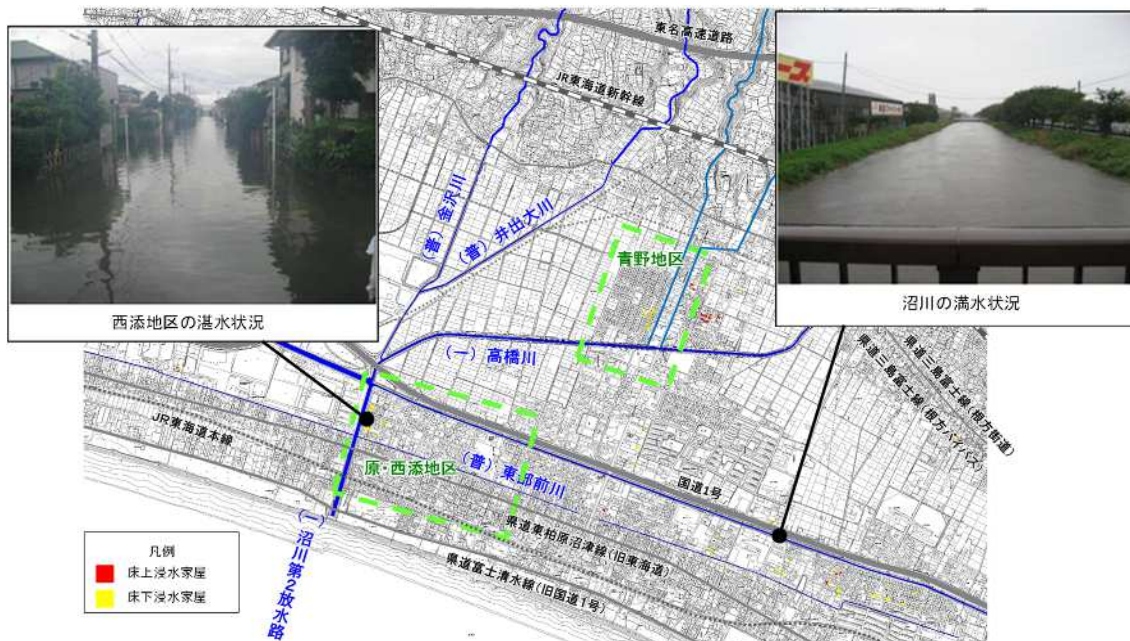 東名高速道路
JR東海道新幹線
ース
(普)金沢川
(普)井出大川
青野地区
西添地区の湛水状況
沼川の満水状況
(一)高橋川
県道三島富士線(根方街道)
県道三島富士線(根方バイパス)
JR東海道本線
原・西添地区
(普)東部前川
国道1号
県道東柏原沼津線(旧東海道)
県道富士清水線(旧国道1号)
(一)沼川第2放水路
凡例
床上浸水家屋
床下浸水家屋